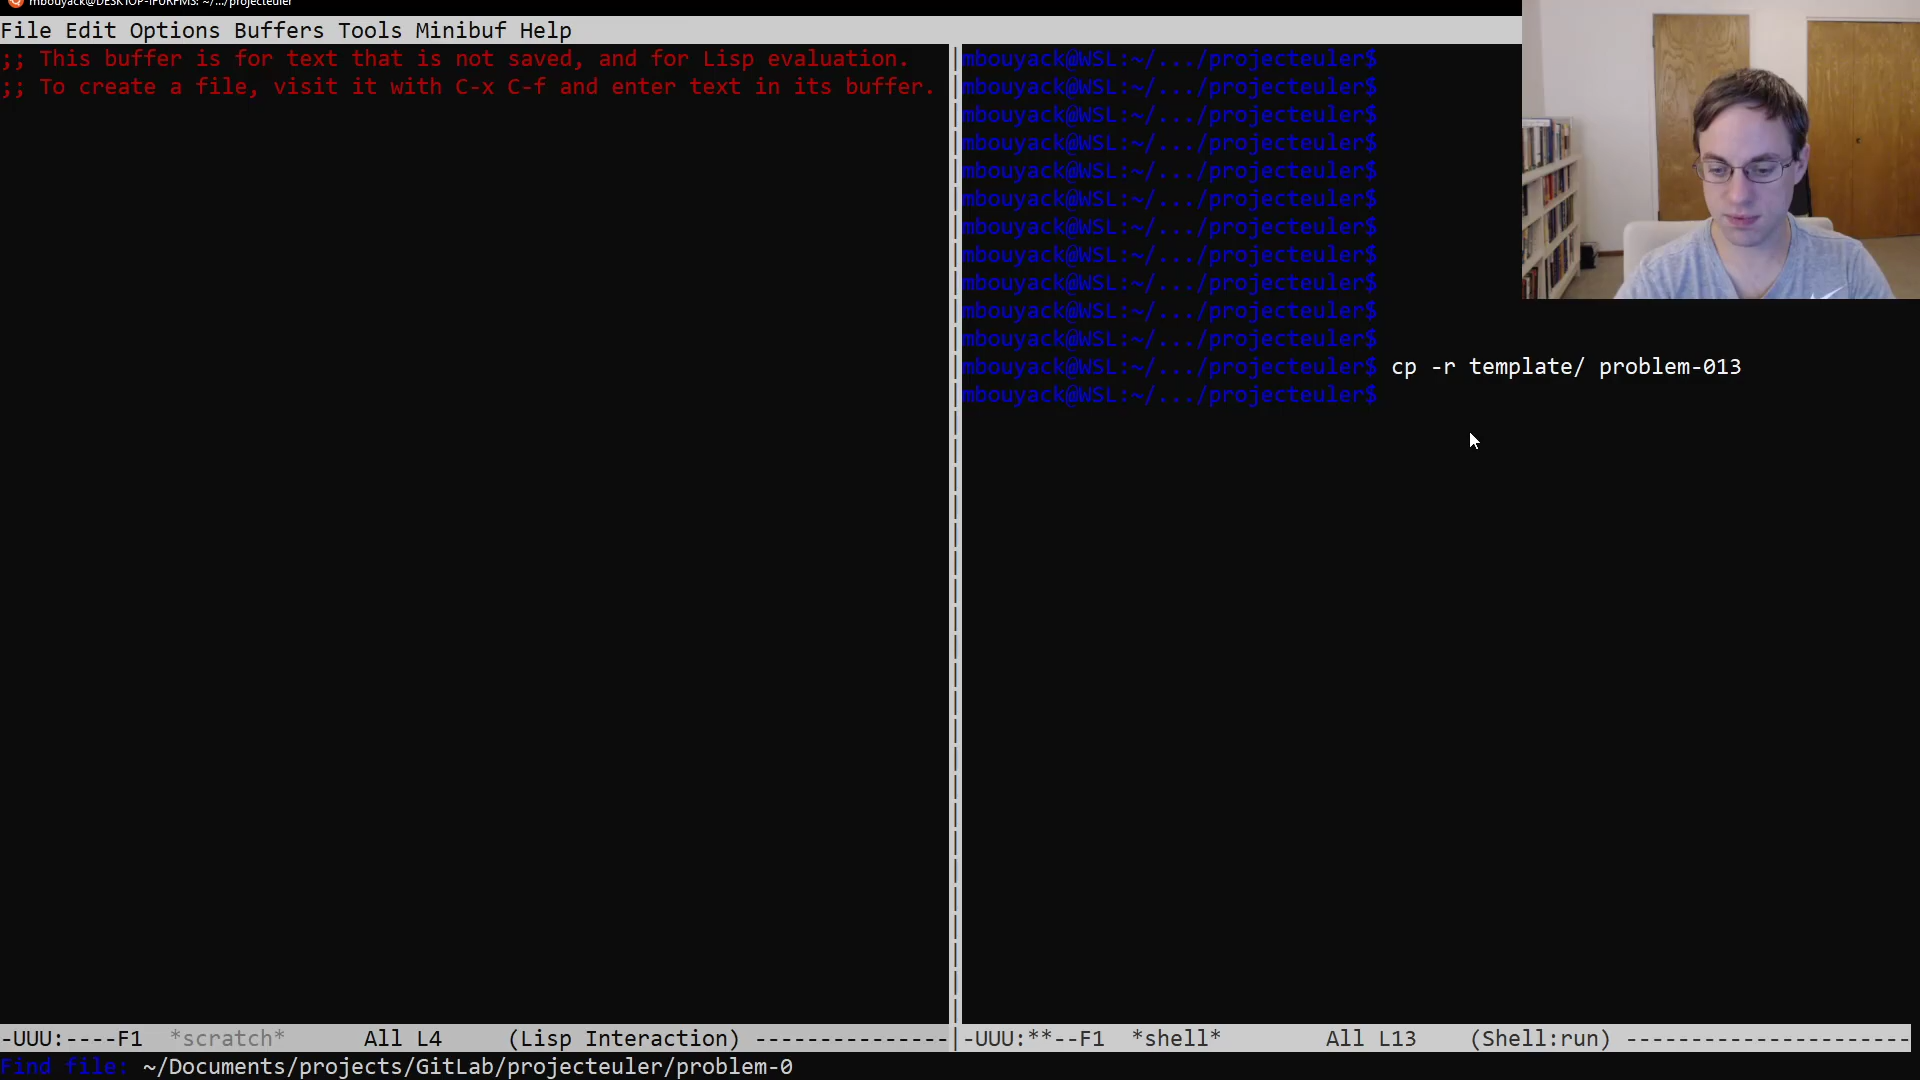 mbouyack@DESKTOP-IFURFMS: ~/.../projecteuler
File Edit Options Buffers Tools Minibuf Help
;; This buffer is for text that is not saved, and for Lisp evaluation.
;; To create a file, visit it with C-x C-f and enter text in its buffer.
mbouyack@WSL:~/.../projecteuler$
mbouyack@WSL:~/.../projecteuler$
mbouyack@WSL:~/.../projecteuler$
mbouyack@WSL:~/.../projecteuler$
mbouyack@WSL:~/.../projecteuler$
mbouyack@WSL:~/.../projecteuler$
mbouyack@WSL:~/.../projecteuler$
mbouyack@WSL:~/.../projecteuler$
mbouyack@WSL:~/.../projecteuler$
mbouyack@WSL:~/.../projecteuler$
mbouyack@WSL:~/.../projecteuler$
mbouyack@WSL:~/.../projecteuler$ cp -r template/ problem-013
mbouyack@WSL:~/.../projecteuler$
-UUU:----F1 *scratch* All L4 (Lisp Interaction) ---------------
-UUU:**--F1 *shell* All L13 (Shell:run) ----------------------
Find file: ~/Documents/projects/GitLab/projecteuler/problem-0